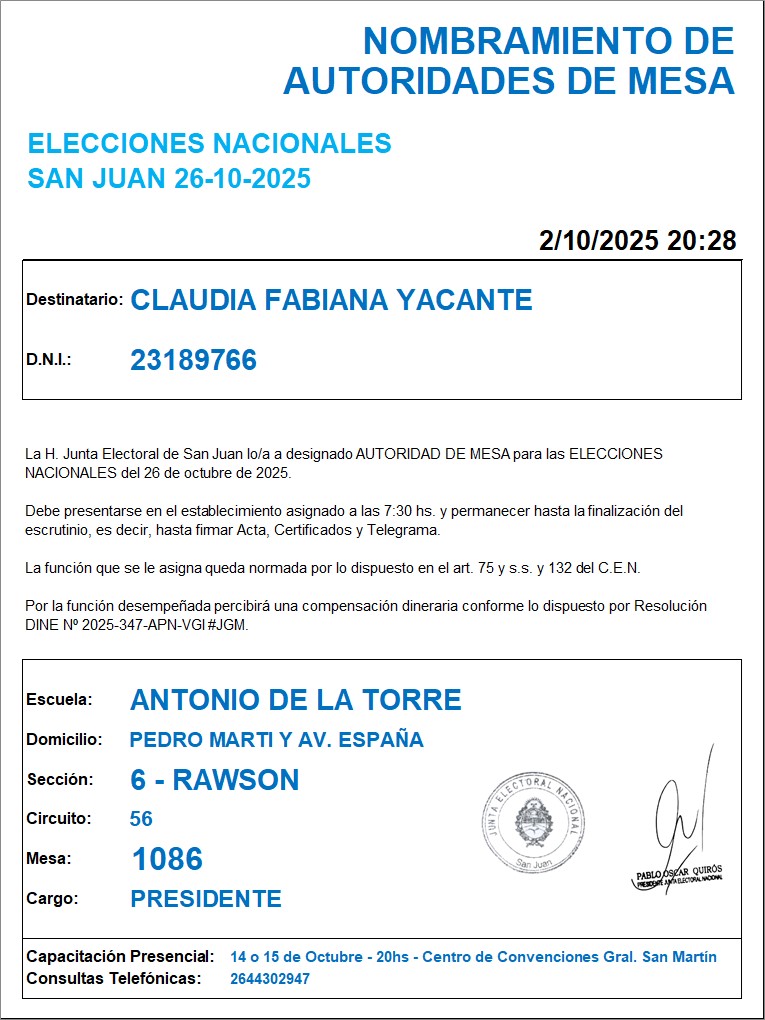 NOMBRAMIENTO DE
AUTORIDADES DE MESA
ELECCIONES NACIONALES
SAN JUAN 26-10-2025
2/10/2025 20:28
Destinatario: CLAUDIA FABIANA YACANTE
D.N.I.: 23189766
La H. Junta Electoral de San Juan lo/a a designado AUTORIDAD DE MESA para las ELECCIONES
NACIONALES del 26 de octubre de 2025.
Debe presentarse en el establecimiento asignado a las 7:30 hs. y permanecer hasta la finalización del
escrutinio, es decir, hasta firmar Acta, Certificados y Telegrama.
La función que se le asigna queda normada por lo dispuesto en el art. 75 y s.s. y 132 del C.E.N.
Por la función desempeñada percibirá una compensación dineraria conforme lo dispuesto por Resolución
DINE Nº 2025-347-APN-VGI#JGM.
Escuela: ANTONIO DE LA TORRE
Domicilio: PEDRO MARTI Y AV. ESPAÑA
Sección: 6 - RAWSON
Circuito: 56
Mesa: 1086
Cargo: PRESIDENTE
JUNTA ELECTORAL NACIONAL
San Juan
PABLO OSCAR QUIRÓS
PRESIDENTE JUNTA ELECTORAL NACIONAL
Capacitación Presencial: 14 o 15 de Octubre - 20hs - Centro de Convenciones Gral. San Martín
Consultas Telefónicas: 2644302947